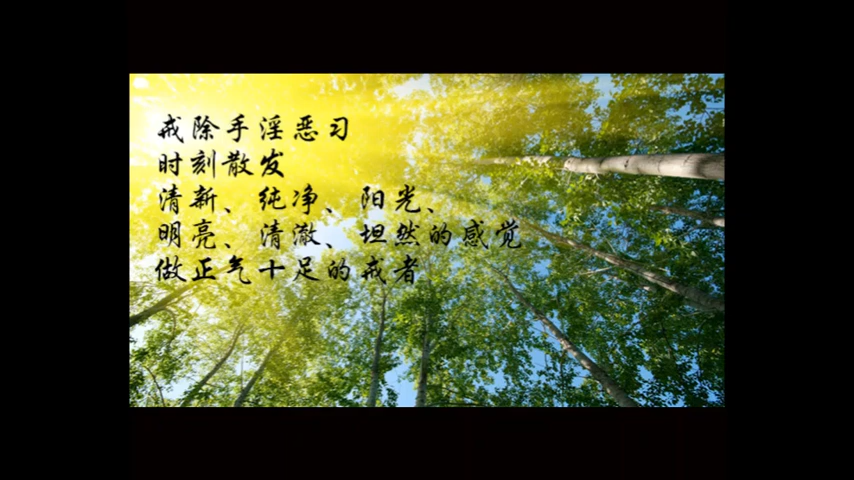 戒除手淫恶习
时刻散发
清新、纯净、阳光、
明亮、清澈、坦然的感觉
做正气十足的戒者